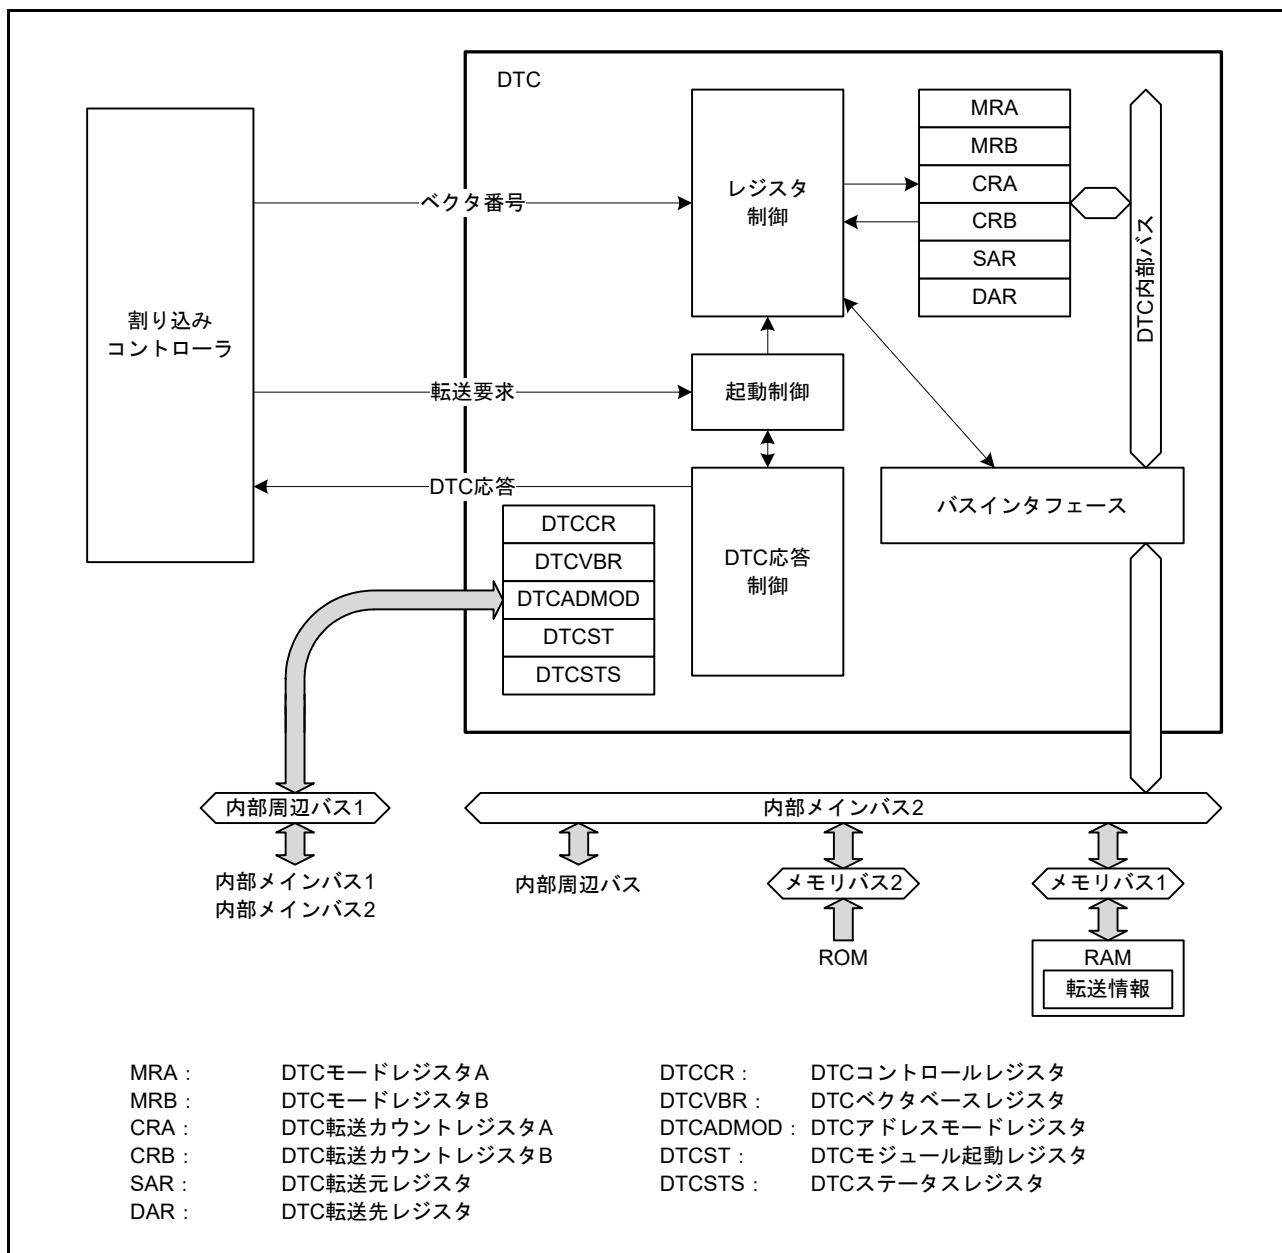 DTC
MRA
MRB
CRA
CRB
SAR
DAR
レジスタ
制御
ベクタ番号
DTC内部バス
割り込み
コントローラ
転送要求
起動制御
DTC応答
バスインタフェース
DTCCR
DTCVBR
DTCADMOD
DTCST
DTCSTS
DTC応答
制御
内部周辺バス1
内部メインバス2
内部メインバス1
内部メインバス2
内部周辺バス
メモリバス2
メモリバス1
ROM
RAM
転送情報
MRA : DTCモードレジスタA
MRB : DTCモードレジスタB
CRA : DTC転送カウントレジスタA
CRB : DTC転送カウントレジスタB
SAR : DTC転送元レジスタ
DAR : DTC転送先レジスタ
DTCCR : DTCコントロールレジスタ
DTCVBR : DTCベクタベースレジスタ
DTCADMOD : DTCアドレスモードレジスタ
DTCST : DTCモジュール起動レジスタ
DTCSTS : DTCステータスレジスタ